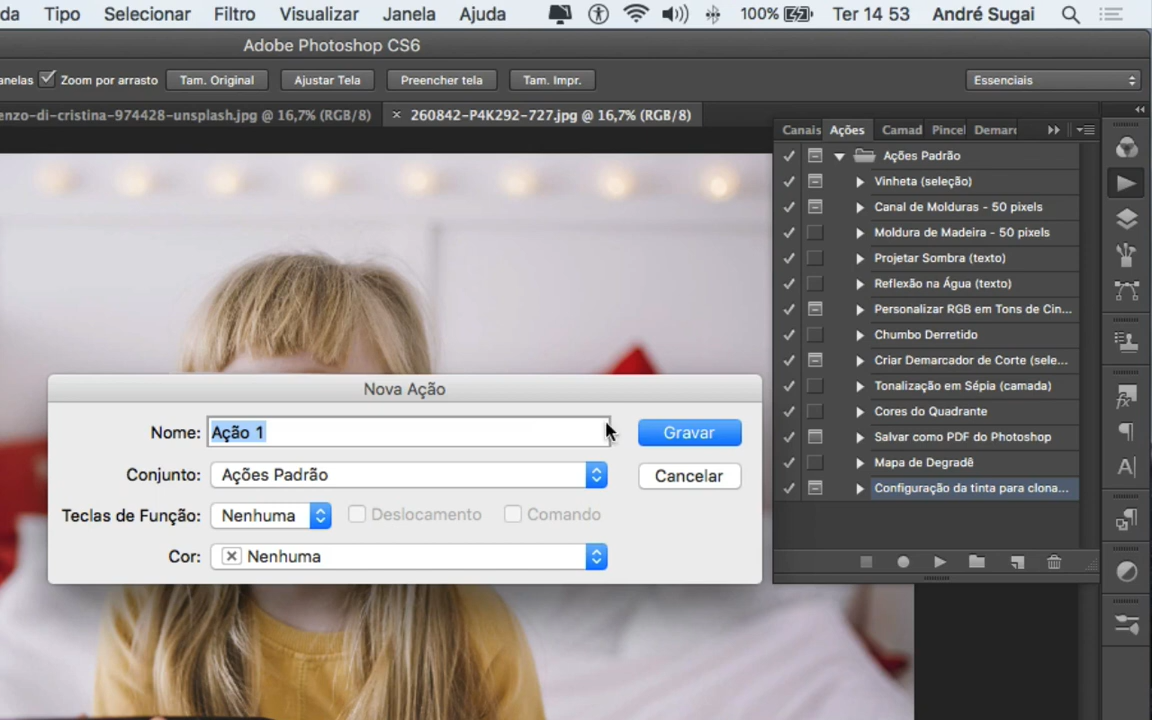 da Tipo Selecionar Filtro Visualizar Janela Ajuda 100% Ter 14 53 André Sugai
Adobe Photoshop CS6
anelas Zoom por arrasto Tam. Original Ajustar Tela Preencher tela Tam. Impr. Essenciais
enzo-di-cristina-974428-unsplash.jpg @ 16,7% (RGB/8) × 260842-P4K292-727.jpg @ 16,7% (RGB/8)
Canais Ações Camad Pincel Demarc
Ações Padrão
Vinheta (seleção)
Canal de Molduras - 50 pixels
Moldura de Madeira - 50 pixels
Projetar Sombra (texto)
Reflexão na Água (texto)
Personalizar RGB em Tons de Cin...
Chumbo Derretido
Criar Demarcador de Corte (sele...
Tonalização em Sépia (camada)
Cores do Quadrante
Salvar como PDF do Photoshop
Mapa de Degradê
Configuração da tinta para clona...
Nova Ação
Nome: Ação 1 Gravar
Conjunto: Ações Padrão Cancelar
Teclas de Função: Nenhuma Deslocamento Comando
Cor: Nenhuma